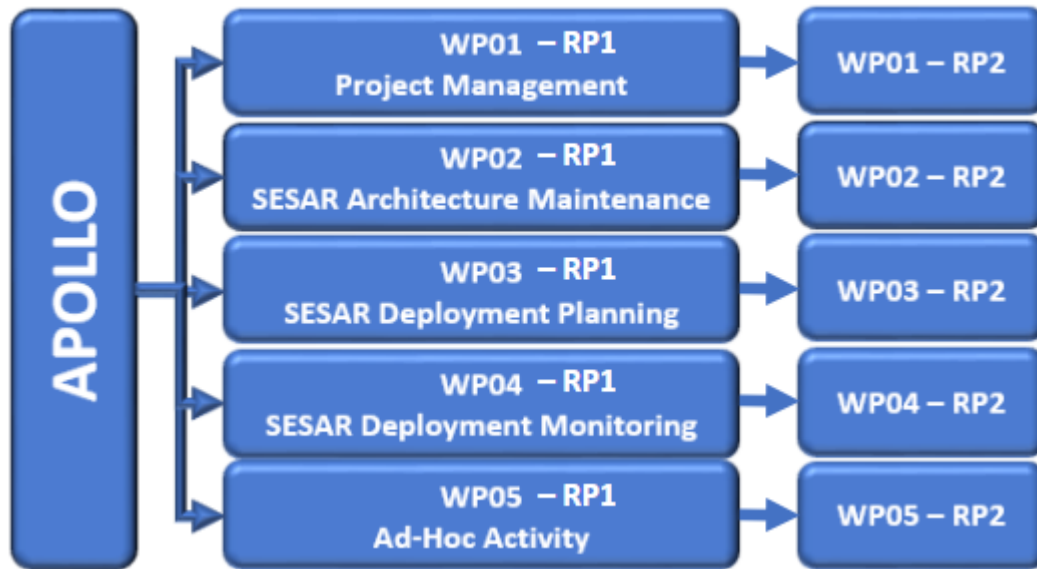 APOLLO
WP01 – RP1
Project Management
WP01 – RP2
WP02 – RP1
SESAR Architecture Maintenance
WP02 – RP2
WP03 – RP1
SESAR Deployment Planning
WP03 – RP2
WP04 – RP1
SESAR Deployment Monitoring
WP04 – RP2
WP05 – RP1
Ad-Hoc Activity
WP05 – RP2